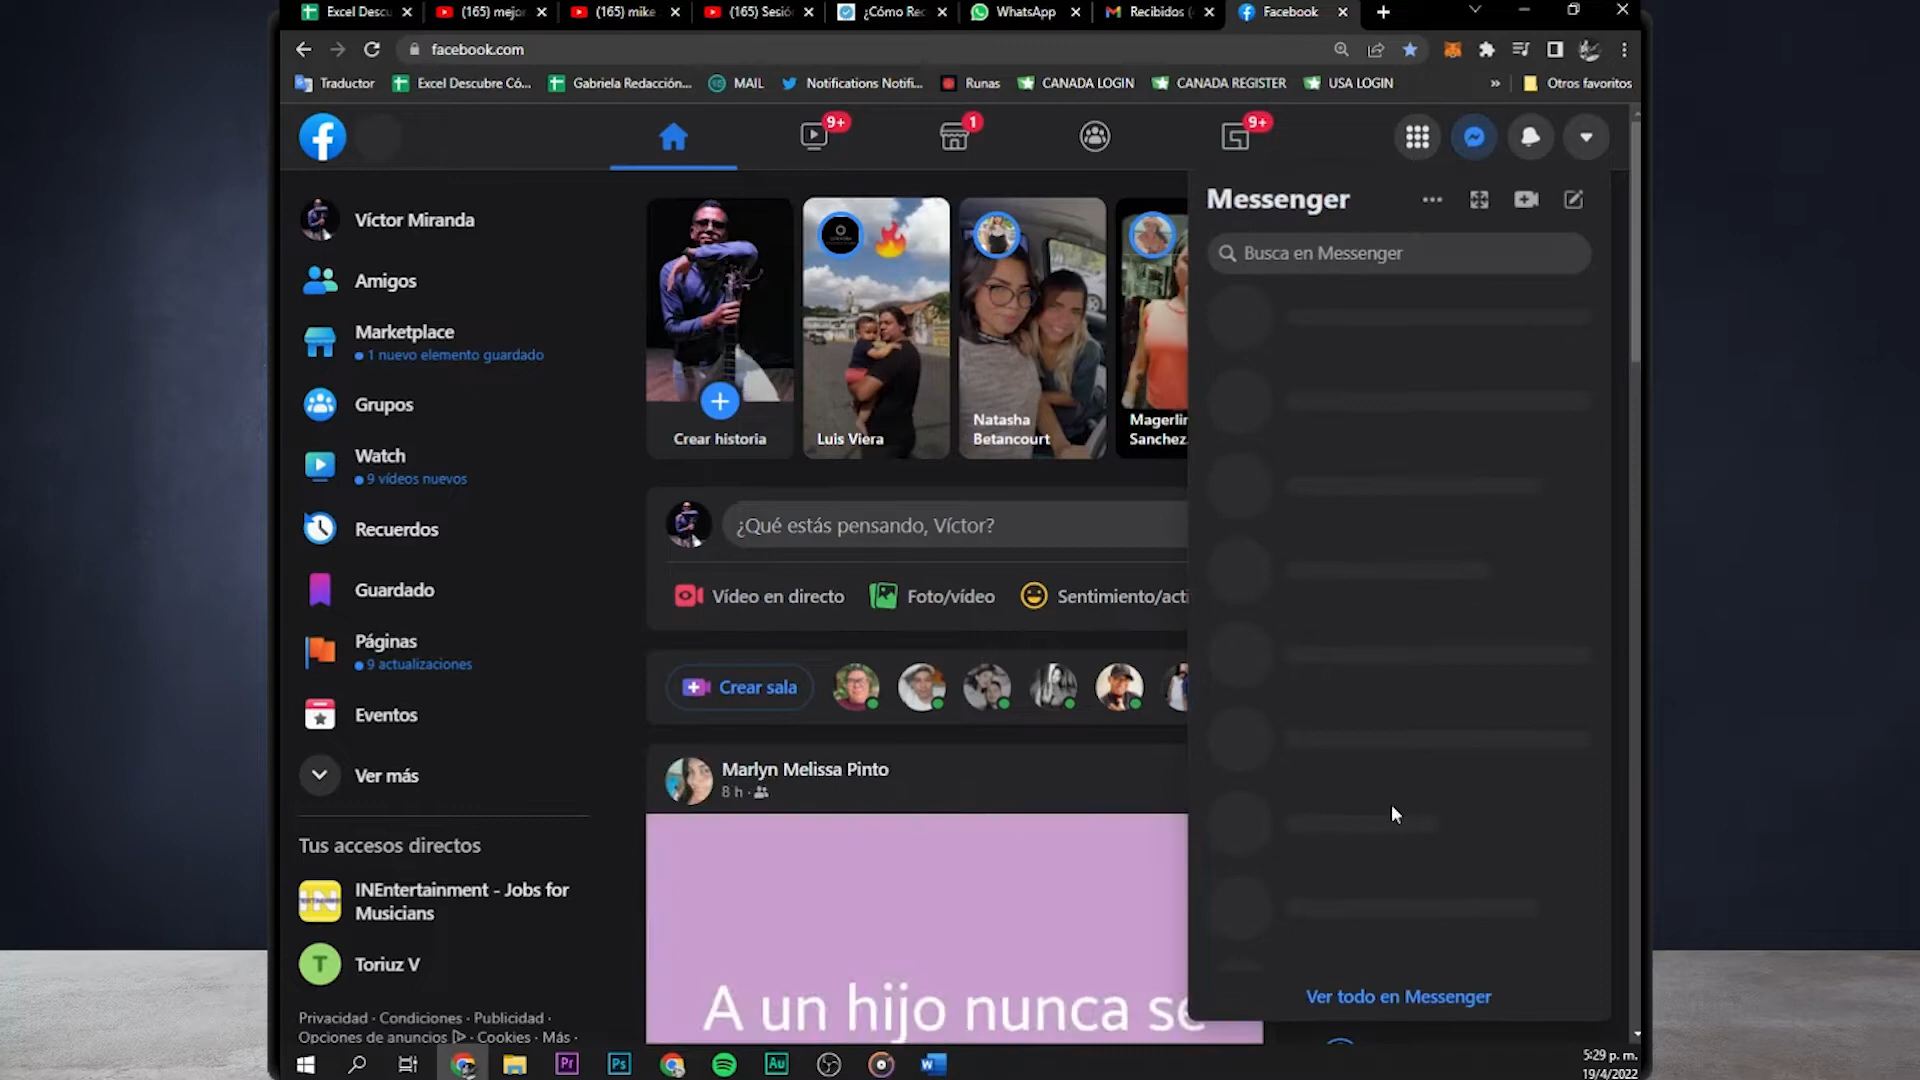 Excel Descu
(165) mejor
(165) mike
(165) Sesió
¿Cómo Rec
WhatsApp
Recibidos (
Facebook
facebook.com
Traductor
Excel Descubre Có...
Gabriela Redacción...
MAIL
Notifications Notifi...
Runas
CANADA LOGIN
CANADA REGISTER
USA LOGIN
»
Otros favoritos
9+
1
9+
Víctor Miranda
Amigos
Marketplace
1 nuevo elemento guardado
Grupos
Watch
9 vídeos nuevos
Recuerdos
Guardado
Páginas
9 actualizaciones
Eventos
Ver más
Tus accesos directos
INEntertainment - Jobs for
Musicians
T
Toriuz V
Privacidad · Condiciones · Publicidad ·
Opciones de anuncios · Cookies · Más ·
Crear historia
Luis Viera
Natasha
Betancourt
Magerlin
Sanchez
¿Qué estás pensando, Víctor?
Vídeo en directo
Foto/vídeo
Sentimiento/acti
Crear sala
Marlyn Melissa Pinto
8 h ·
A un hijo nunca se
Messenger
Busca en Messenger
Ver todo en Messenger
Pr
Ps
Au
5:29 p. m.
19/4/2022